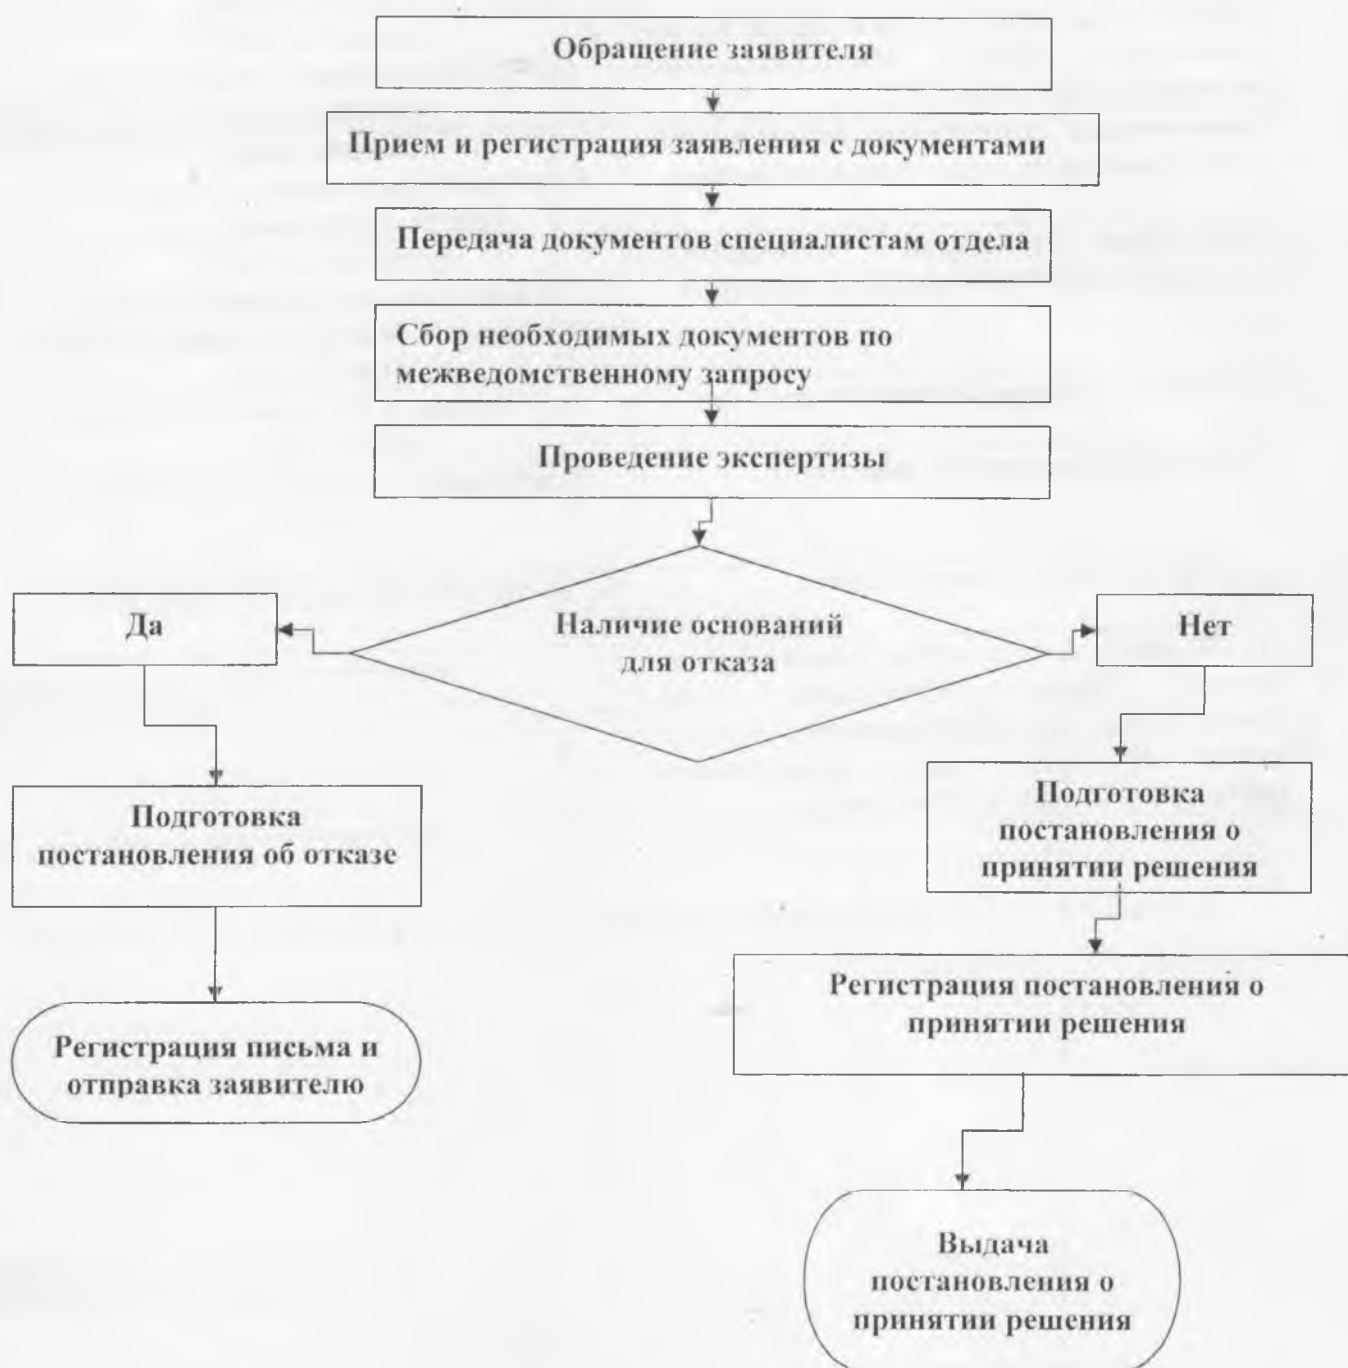 Обращение заявителя
Прием и регистрация заявления с документами
Передача документов специалистам отдела
Сбор необходимых документов по
межведомственному запросу
Проведение экспертизы
Да
Наличие оснований
для отказа
Нет
Подготовка
постановления об отказе
Подготовка
постановления о
принятии решения
Регистрация постановления о
принятии решения
Регистрация письма и
отправка заявителю
Выдача
постановления о
принятии решения